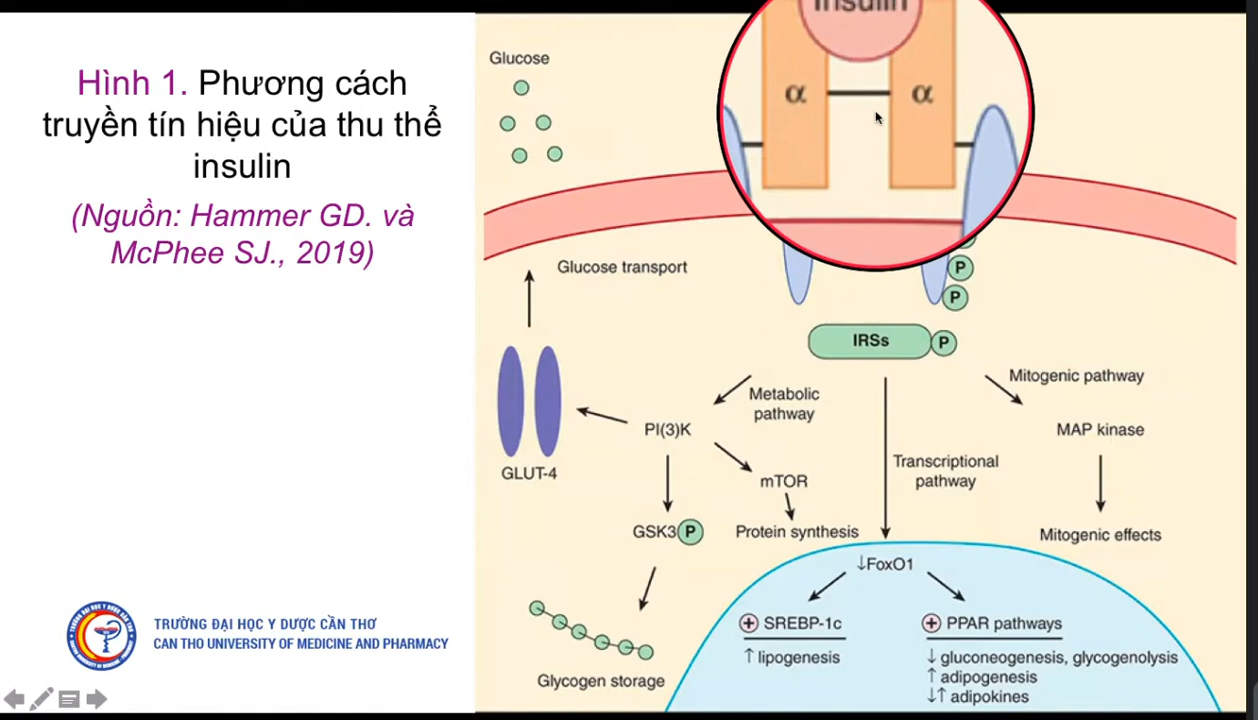 Hình 1. Phương cách
truyền tín hiệu của thu thể
insulin
(Nguồn: Hammer GD. và
McPhee SJ., 2019)
TRƯỜNG ĐẠI HỌC Y DƯỢC CẦN THƠ
CAN THO UNIVERSITY OF MEDICINE AND PHARMACY
Insulin
Glucose
α α
Glucose transport
P
P
IRSs P
Metabolic
pathway
Mitogenic pathway
PI(3)K
MAP kinase
GLUT-4
mTOR
Transcriptional
pathway
GSK3 P
Protein synthesis
Mitogenic effects
↓FoxO1
+ SREBP-1c
↑ lipogenesis
+ PPAR pathways
↓ gluconeogenesis, glycogenolysis
↑ adipogenesis
↓↑ adipokines
Glycogen storage